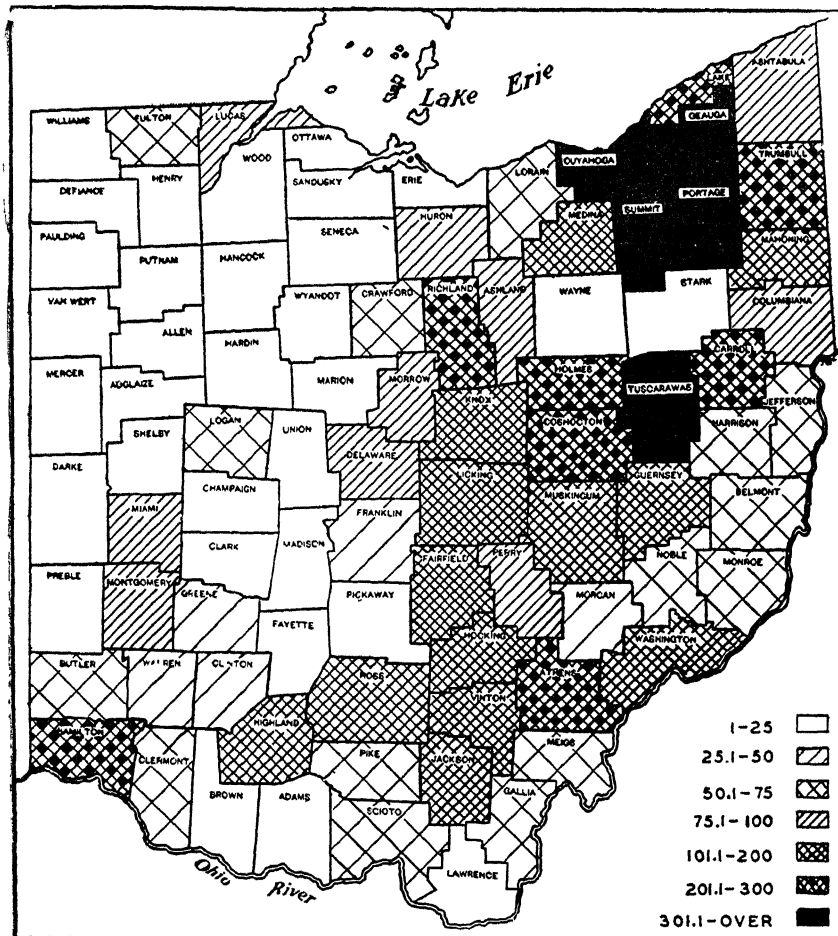 Lake Erie
ASHTABULA
LAKE
GEAUGA
WILLIAMS
FULTON
LUCAS
OTTAWA
WOOD
CUYAHOGA
TRUMBULL
HENRY
SANDUSKY
ERIE
LORAIN
DEFIANCE
SUMMIT
PORTAGE
MEDINA
HURON
PAULDING
SENECA
MAHONING
PUTNAM
HANCOCK
VAN WERT
WYANDOT
CRAWFORD
RICHLAND
ASHLAND
WAYNE
STARK
COLUMBIANA
ALLEN
HARDIN
CARROLL
MERCER
AUGLAIZE
MARION
MORROW
HOLMES
TUSCARAWAS
KNOX
JEFFERSON
LOGAN
UNION
COSHOCTON
HARRISON
SHELBY
DELAWARE
DARKE
LICKING
GUERNSEY
CHAMPAIGN
MUSKINGUM
BELMONT
MIAMI
FRANKLIN
CLARK
MADISON
FAIRFIELD
PERRY
NOBLE
MONROE
PREBLE
MONTGOMERY
GREENE
PICKAWAY
MORGAN
FAYETTE
HOCKING
WASHINGTON
BUTLER
WARREN
CLINTON
ROSS
ATHENS
VINTON
HAMILTON
HIGHLAND
MEIGS
CLERMONT
PIKE
JACKSON
BROWN
ADAMS
SCIOTO
GALLIA
LAWRENCE
Ohio River
1-25
25.1-50
50.1-75
75.1-100
101.1-200
201.1-300
301.1-OVER